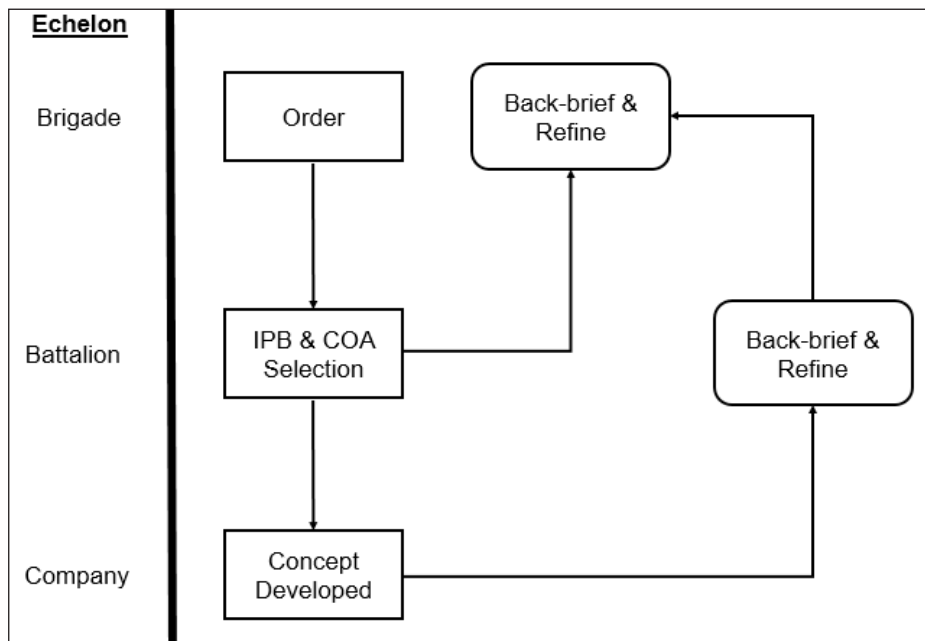 Echelon
Brigade
Order
Back-brief &
Refine
Battalion
IPB & COA
Selection
Back-brief &
Refine
Company
Concept
Developed